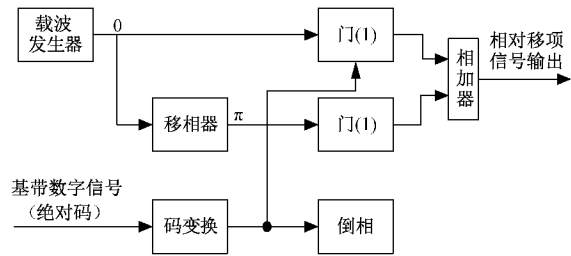 载波
发生器
0
门(1)
相
加
器
相对移项
信号输出
移相器
π
门(1)
基带数字信号
（绝对码）
码变换
倒相